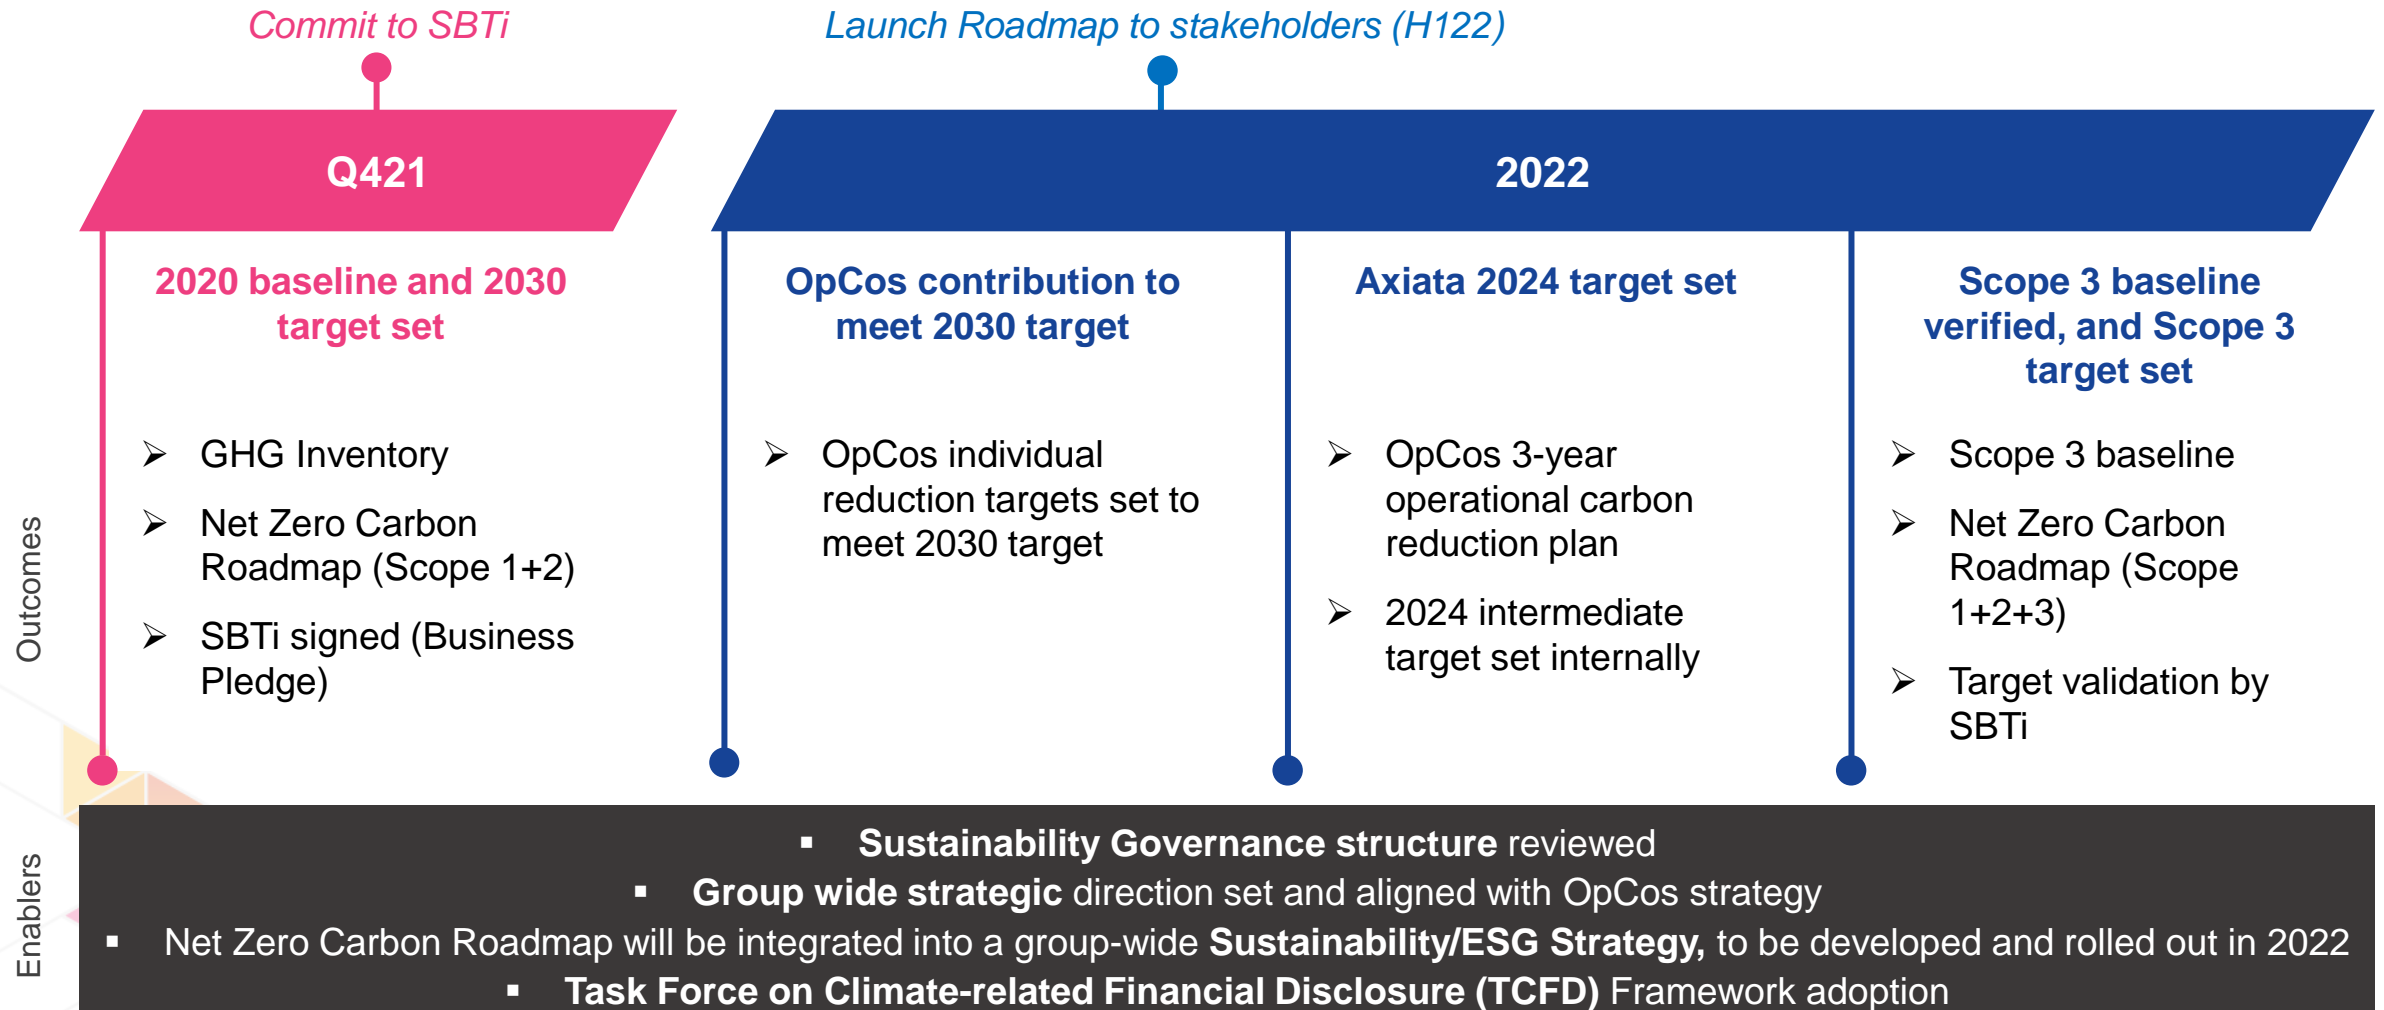 Commit to SBTi
Launch Roadmap to stakeholders (H122)
Q421
2022
2020 baseline and 2030
target set
OpCos contribution to
meet 2030 target
Axiata 2024 target set
Scope 3 baseline
verified, and Scope 3
target set
Outcomes
➢ GHG Inventory
➢ Net Zero Carbon
Roadmap (Scope 1+2)
➢ SBTi signed (Business
Pledge)
➢ OpCos individual
reduction targets set to
meet 2030 target
➢ OpCos 3-year
operational carbon
reduction plan
➢ 2024 intermediate
target set internally
➢ Scope 3 baseline
➢ Net Zero Carbon
Roadmap (Scope
1+2+3)
➢ Target validation by
SBTi
Enablers
▪ Sustainability Governance structure reviewed
▪ Group wide strategic direction set and aligned with OpCos strategy
▪ Net Zero Carbon Roadmap will be integrated into a group-wide Sustainability/ESG Strategy, to be developed and rolled out in 2022
▪ Task Force on Climate-related Financial Disclosure (TCFD) Framework adoption